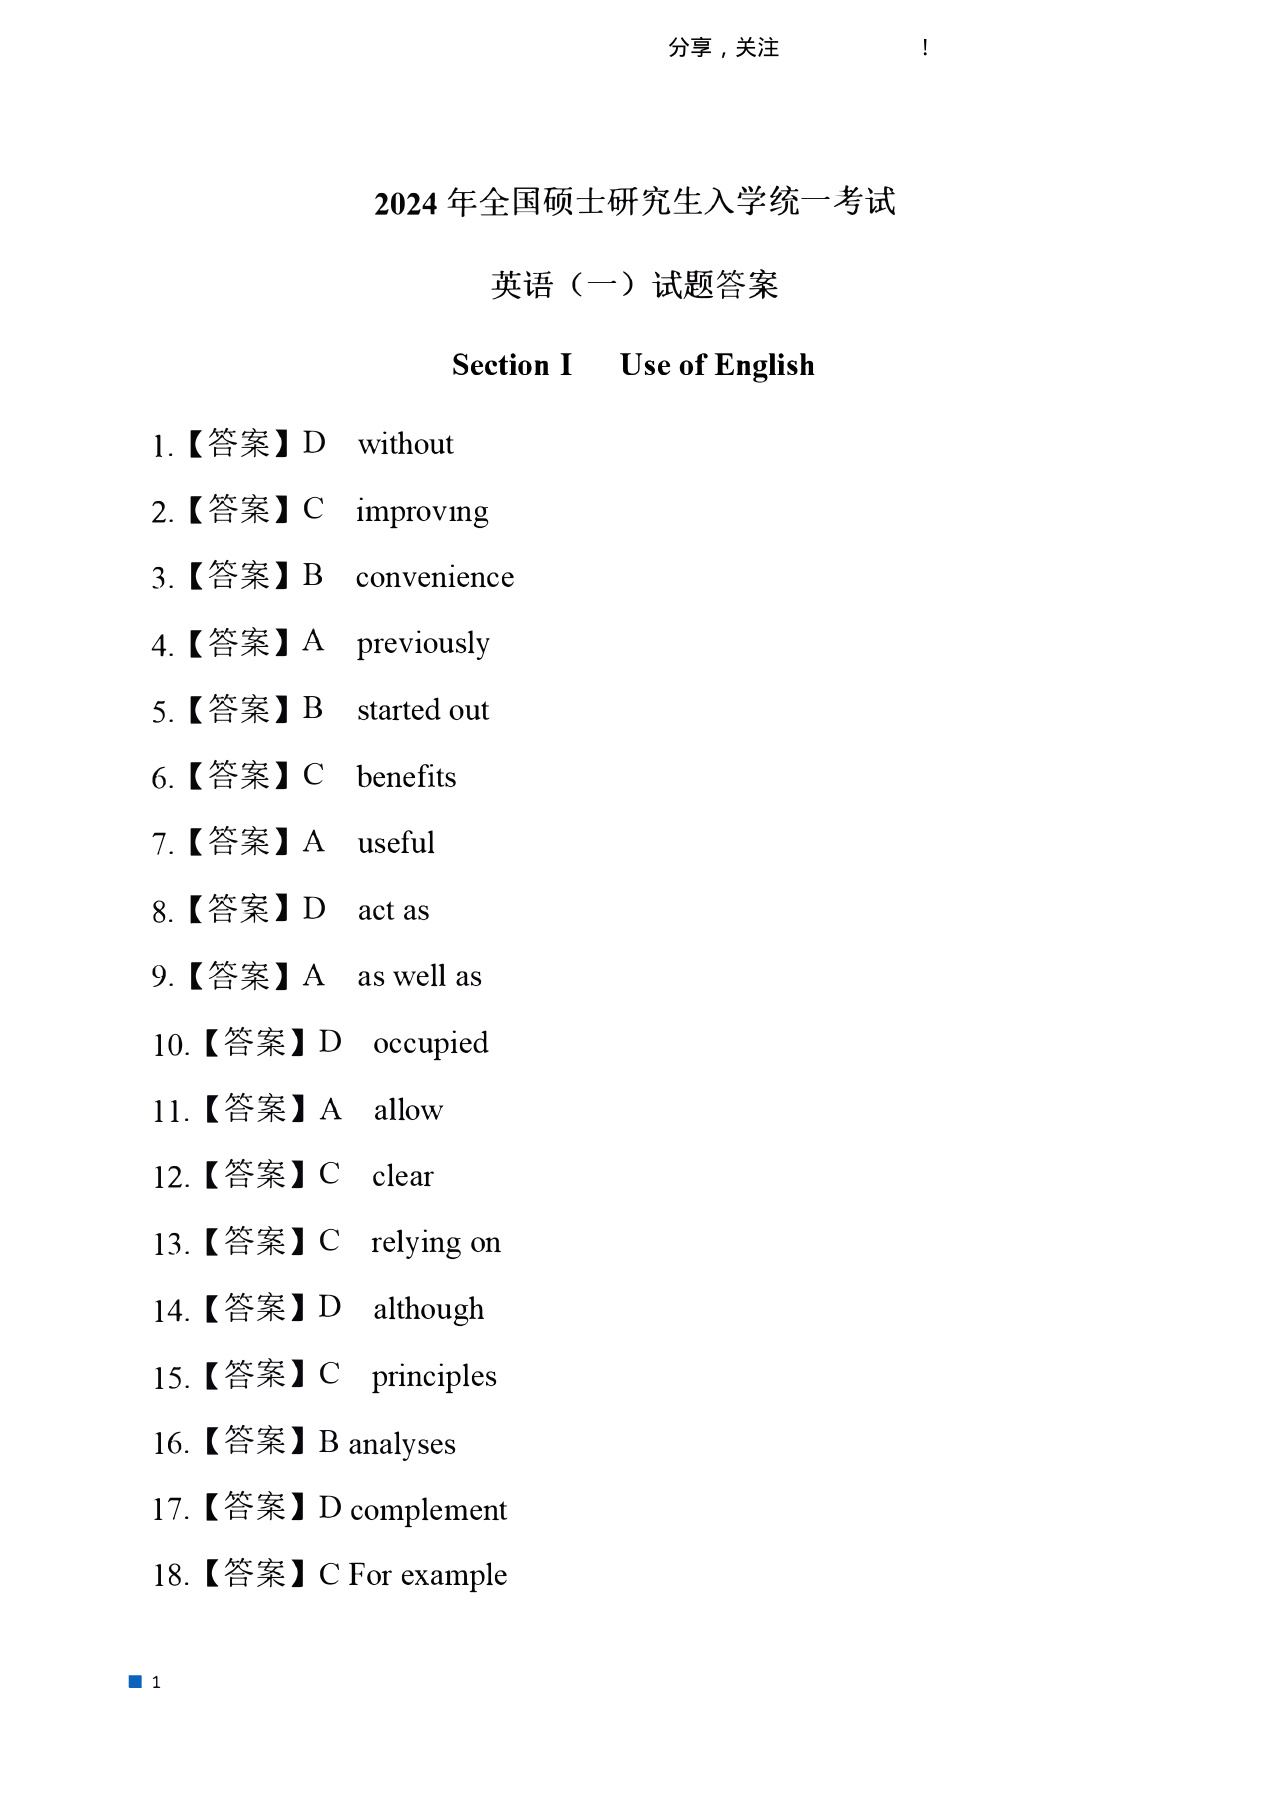 分享，关注 ！
2024 年全国硕士研究生入学统一考试
英语（一）试题答案
Section I Use of English
1.【答案】D without
2.【答案】C improving
3.【答案】B convenience
4.【答案】A previously
5.【答案】B started out
6.【答案】C benefits
7.【答案】A useful
8.【答案】D act as
9.【答案】A as well as
10.【答案】D occupied
11.【答案】A allow
12.【答案】C clear
13.【答案】C relying on
14.【答案】D although
15.【答案】C principles
16.【答案】B analyses
17.【答案】D complement
18.【答案】C For example
1